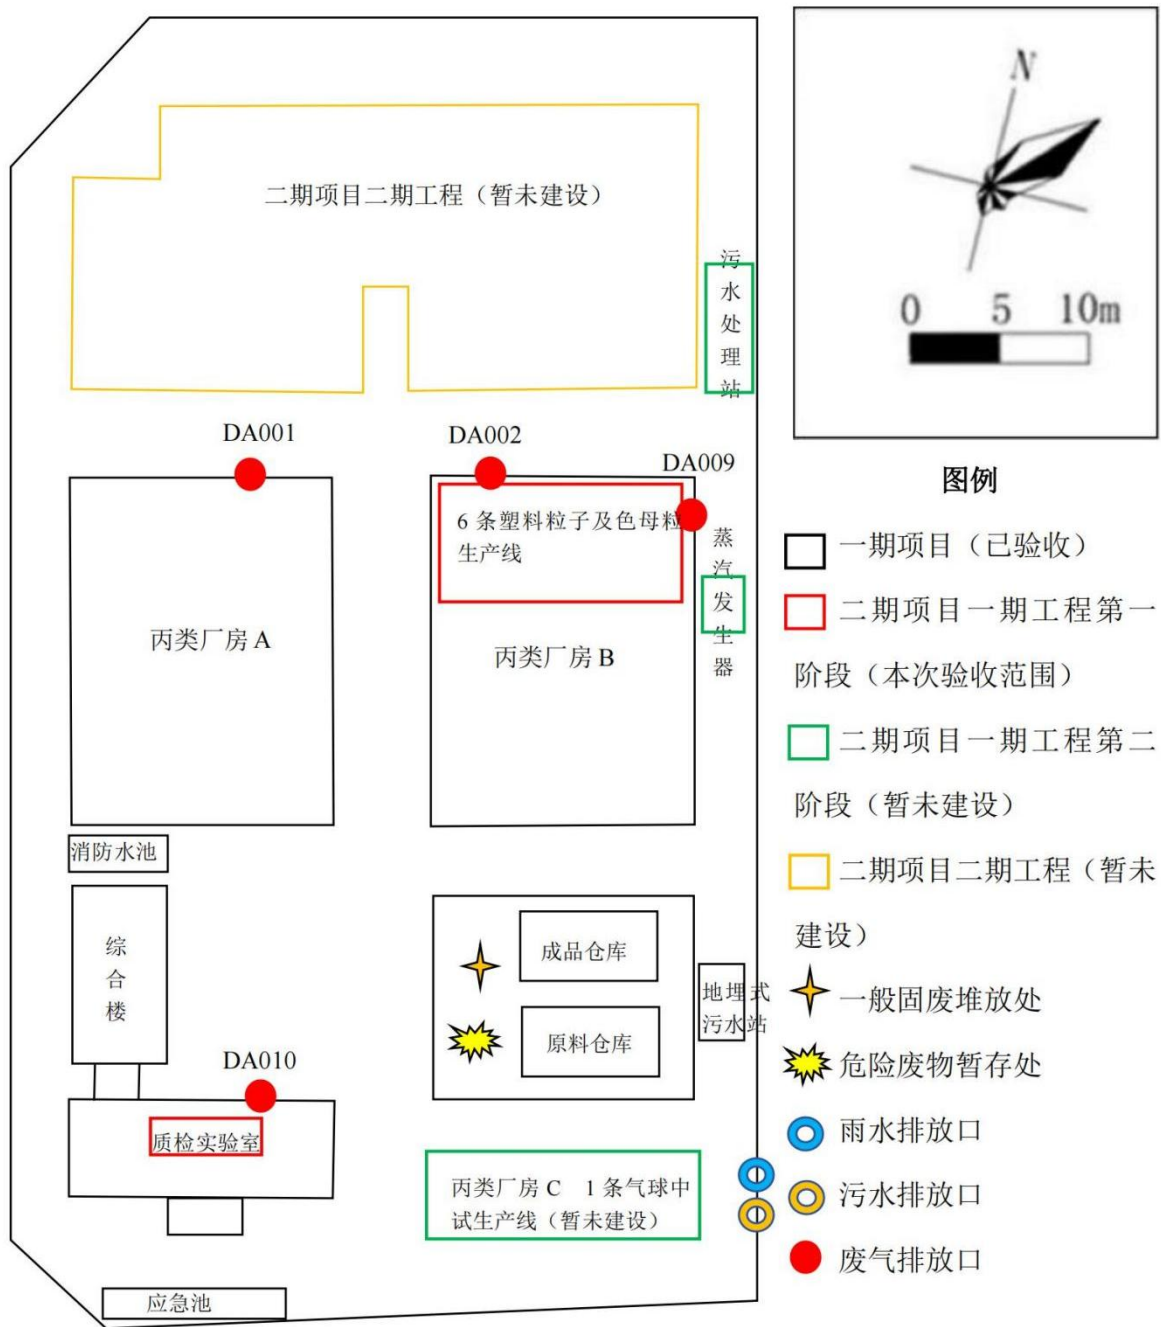 二期项目二期工程（暂未建设）
污
水
处
理
站
DA001
DA002
DA009
6 条塑料粒子及色母粒
生产线
蒸
汽
发
生
器
丙类厂房 A
丙类厂房 B
消防水池
综
合
楼
成品仓库
原料仓库
地埋式
污水站
DA010
质检实验室
丙类厂房 C 1 条气球中
试生产线（暂未建设）
应急池
N
0 5 10m
图例
一期项目（已验收）
二期项目一期工程第一
阶段（本次验收范围）
二期项目一期工程第二
阶段（暂未建设）
二期项目二期工程（暂未
建设）
一般固废堆放处
危险废物暂存处
雨水排放口
污水排放口
废气排放口